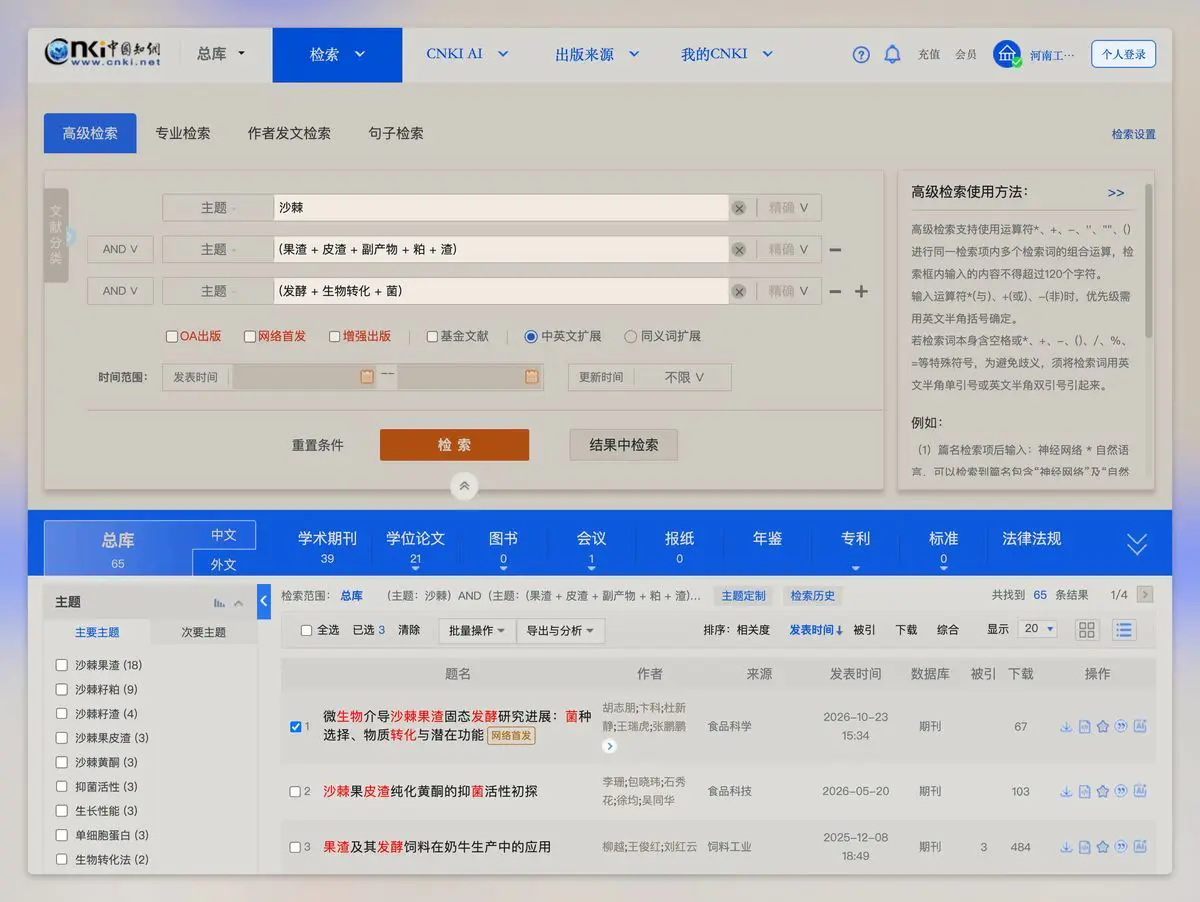 CNKI中国知网
www.cnki.net
总库 检索 CNKI AI 出版来源 我的CNKI 充值 会员 河南工… 个人登录
高级检索 专业检索 作者发文检索 句子检索 检索设置
文献分类
主题 沙棘 精确
AND 主题 (果渣 + 皮渣 + 副产物 + 粕 + 渣) 精确
AND 主题 (发酵 + 生物转化 + 菌) 精确
OA出版 网络首发 增强出版 基金文献 中英文扩展 同义词扩展
时间范围: 发表时间 — 更新时间 不限
重置条件 检索 结果中检索
高级检索使用方法: >>
高级检索支持使用运算符*、+、-、''、""、()
进行同一检索项内多个检索词的组合运算，检
索框内输入的内容不得超过120个字符。
输入运算符*(与)、+(或)、-(非)时，优先级需
用英文半角括号确定。
若检索词本身含空格或*、+、-、()、/、%、
=等特殊符号，为避免歧义，须将检索词用英
文半角单引号或英文半角双引号引起来。
例如:
（1）篇名检索项后输入：神经网络 * 自然语
言，可以检索到篇名包含"神经网络"及"自然
总库 65 中文 外文 学术期刊 39 学位论文 21 图书 0 会议 1 报纸 0 年鉴 专利 标准 0 法律法规
主题
主要主题 次要主题
沙棘果渣 (18)
沙棘籽粕 (9)
沙棘籽渣 (4)
沙棘果皮渣 (3)
沙棘黄酮 (3)
抑菌活性 (3)
生长性能 (3)
单细胞蛋白 (3)
生物转化法 (2)
检索范围: 总库 （主题：沙棘）AND（主题：(果渣 + 皮渣 + 副产物 + 粕 + 渣)… 主题定制 检索历史 共找到 65 条结果 1/4 >
全选 已选 3 清除 批量操作 导出与分析 排序: 相关度 发表时间↓ 被引 下载 综合 显示 20
题名 作者 来源 发表时间 数据库 被引 下载 操作
1 微生物介导沙棘果渣固态发酵研究进展：菌种
选择、物质转化与潜在功能 网络首发
胡志朋;卞科;杜新
静;王瑞虎;张鹏鹏
食品科学
2026-10-23
15:34
期刊 67
2 沙棘果皮渣纯化黄酮的抑菌活性初探
李珊;包晓玮;石秀
花;徐均;吴同华
食品科技 2026-05-20 期刊 103
3 果渣及其发酵饲料在奶牛生产中的应用 柳越;王俊红;刘红云 饲料工业
2025-12-08
18:49
期刊 3 484